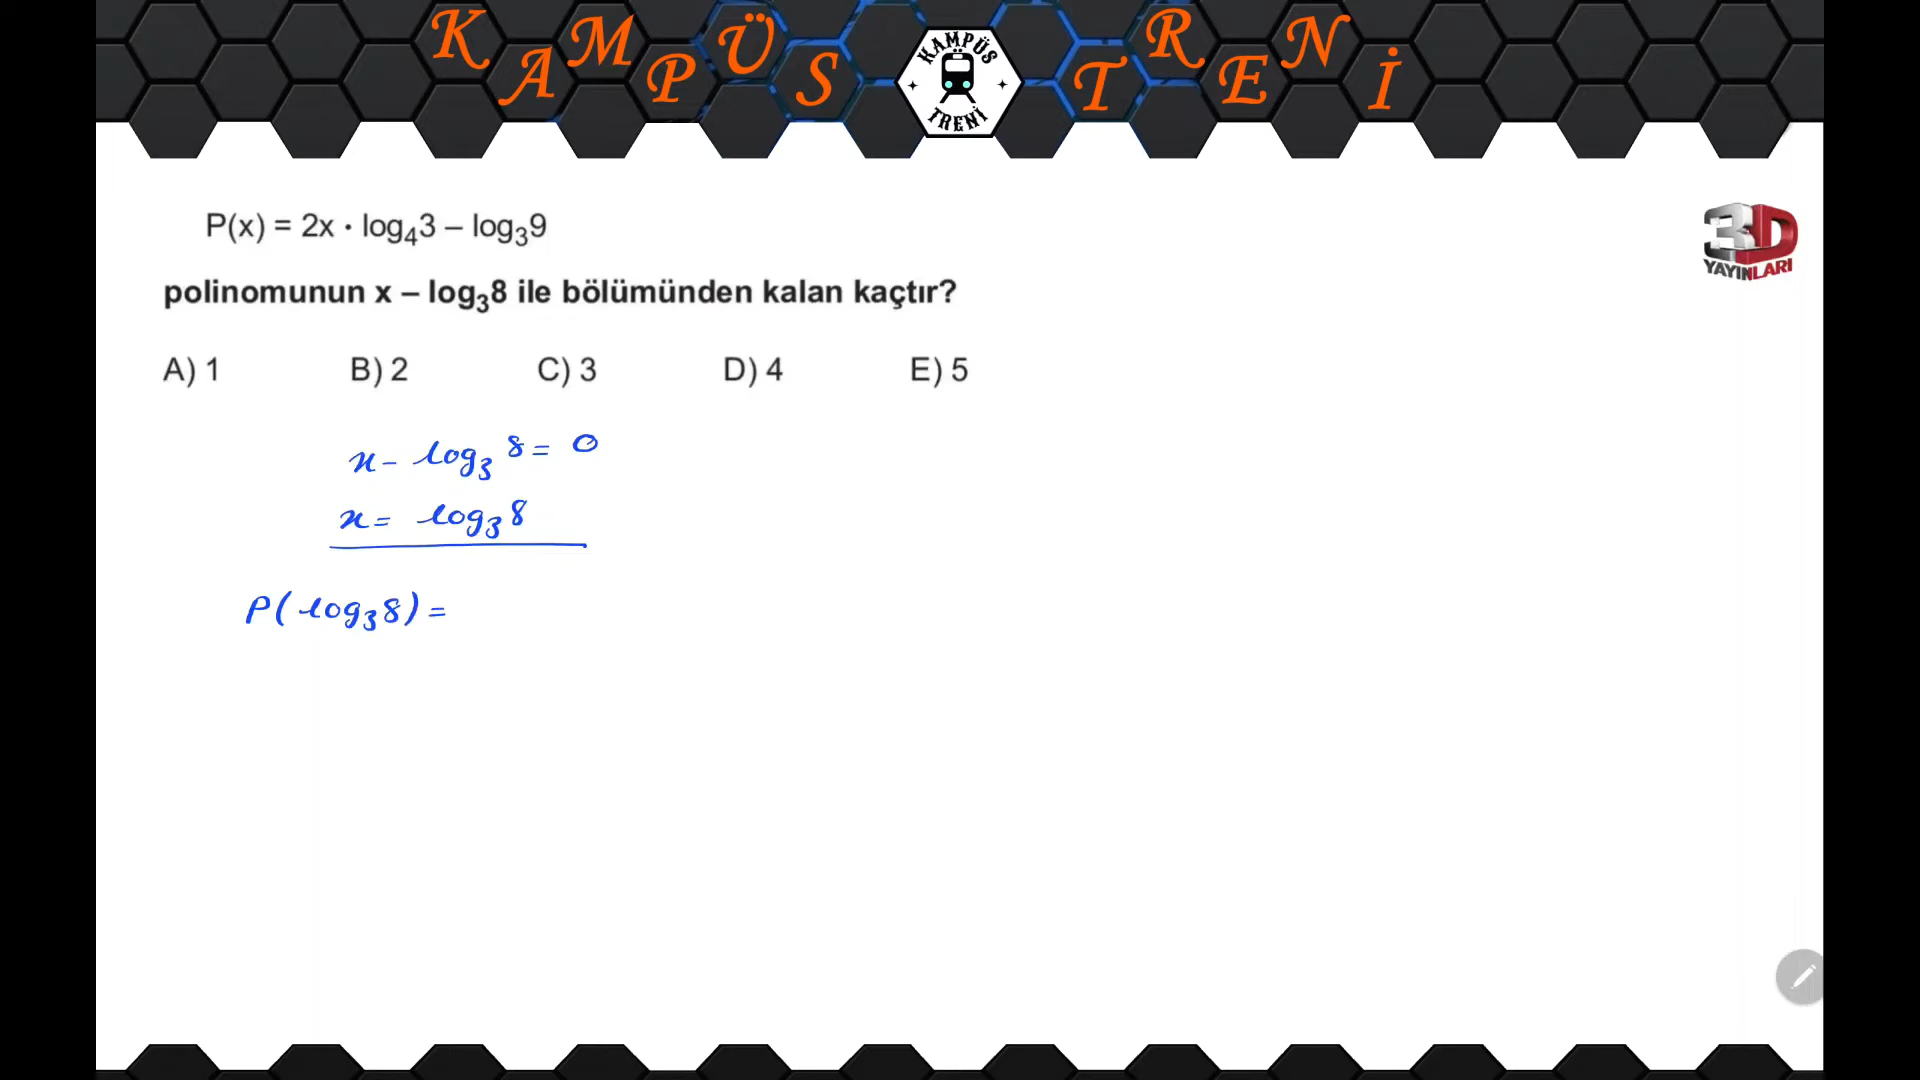 KAMPÜS TRENİ
KAMPÜS
TRENİ
P(x) = 2x · log₄3 – log₃9
3D
YAYINLARI
polinomunun x – log₃8 ile bölümünden kalan kaçtır?
A) 1 B) 2 C) 3 D) 4 E) 5
x - log₃ 8 = 0
x = log₃ 8
P( log₃ 8) =